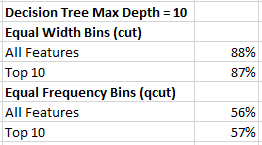 Decision Tree Max Depth = 10
Equal Width Bins (cut)
All Features 88%
Top 10 87%
Equal Frequency Bins (qcut)
All Features 56%
Top 10 57%